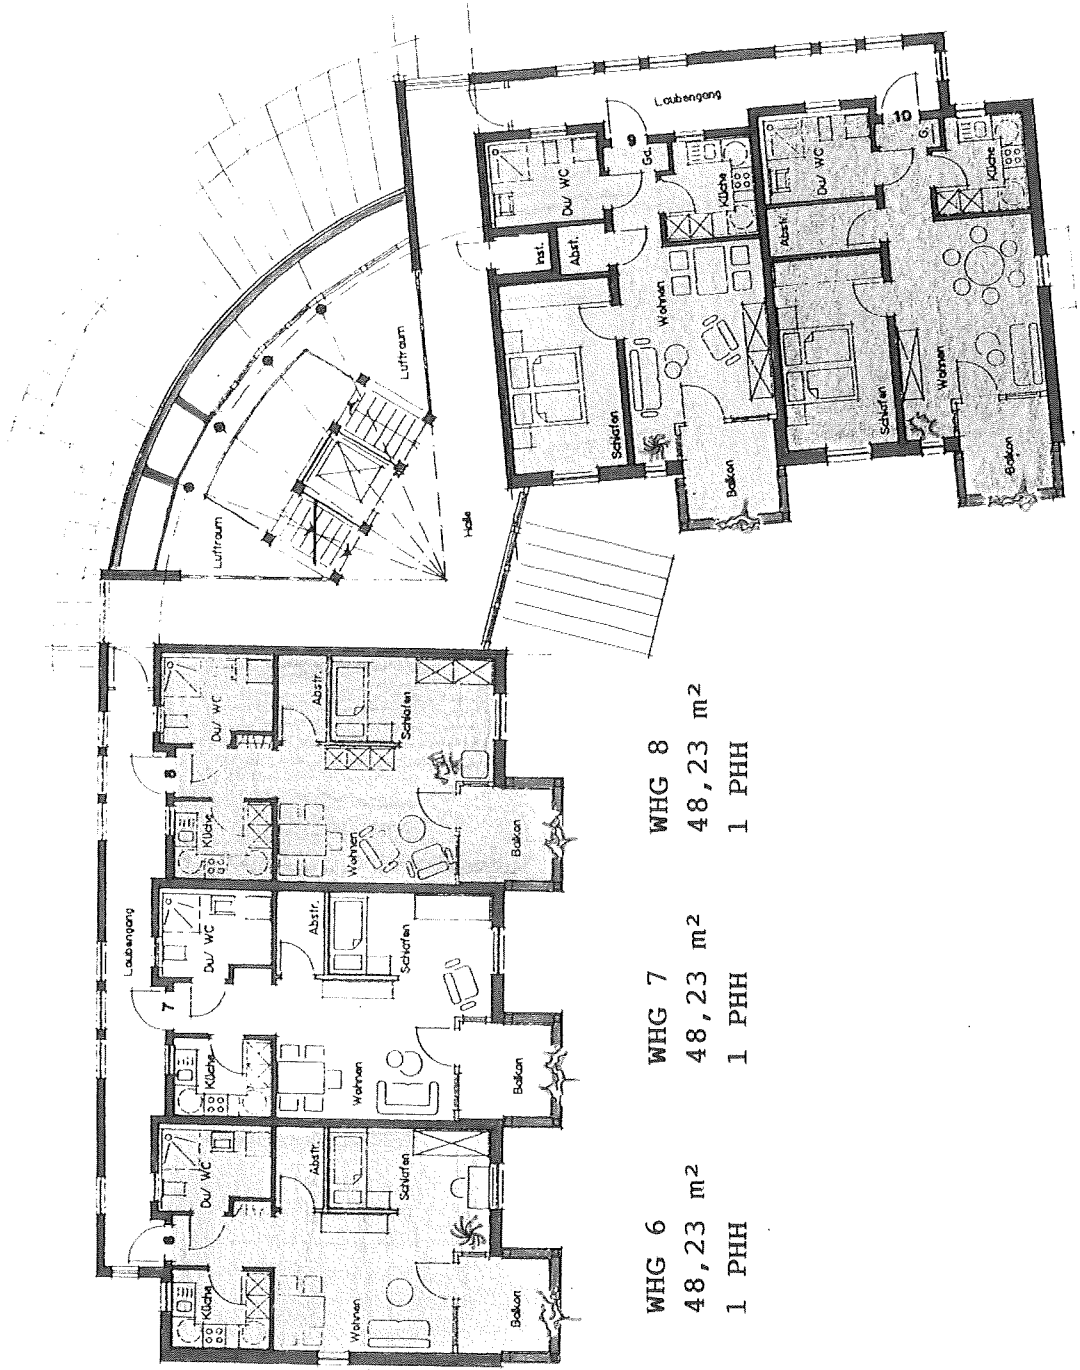 Laubengang
9
Du/ WC
Gd.
Küche
Inst.
Abst.
Wohnen
Schlafen
Balkon
10
Du/ WC
G.
Küche
Abstr.
Wohnen
Schlafen
Balkon
Luftraum
Luftraum
Halle
Laubengang
8
Du/ WC
Küche
Abstr.
Schlafen
Wohnen
Balkon
7
Du/ WC
Küche
Abstr.
Schlafen
Wohnen
Balkon
6
Du/ WC
Küche
Abstr.
Schlafen
Wohnen
Balkon
WHG 6
48,23 m²
1 PHH
WHG 7
48,23 m²
1 PHH
WHG 8
48,23 m²
1 PHH